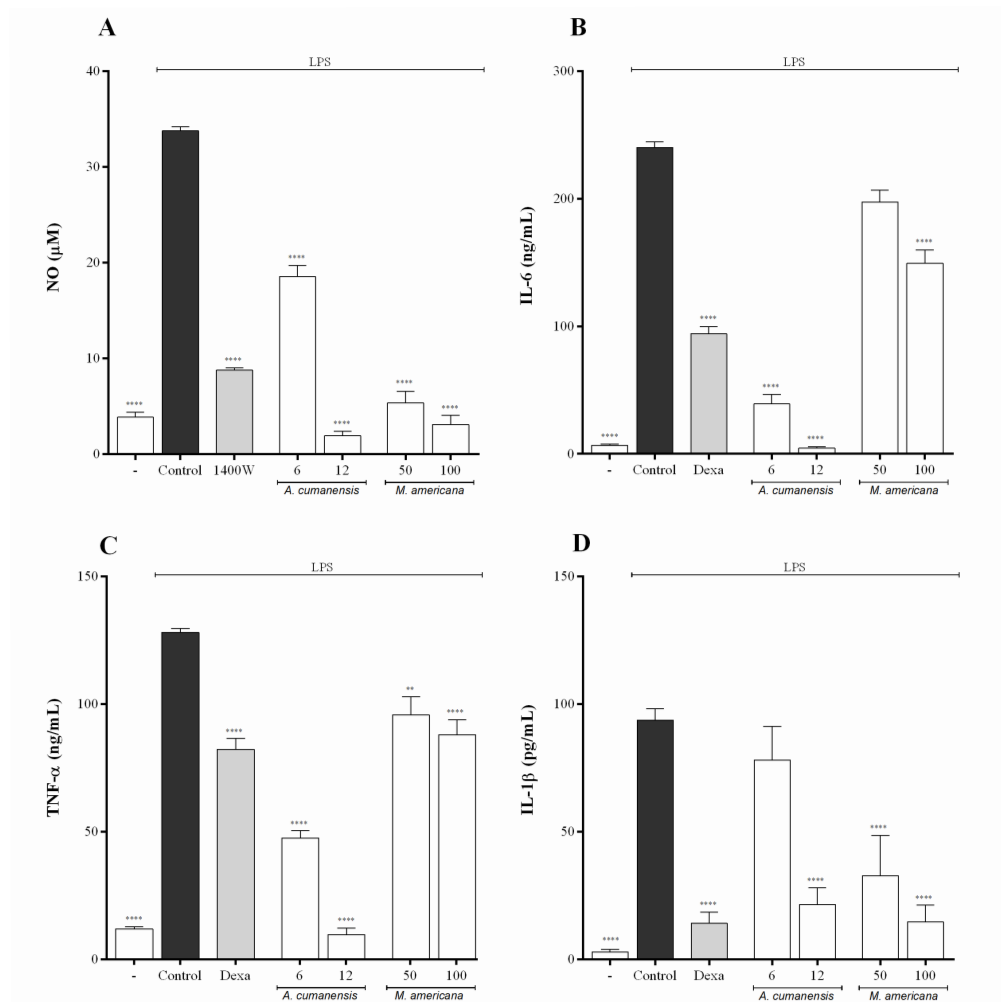 A
LPS
40
30
20
10
0
NO (μM)
****
****
****
****
****
****
- Control 1400W 6 12 50 100
A. cumanensis M. americana
B
LPS
300
200
100
0
IL-6 (ng/mL)
****
****
****
****
****
- Control Dexa 6 12 50 100
A. cumanensis M. americana
C
LPS
150
100
50
0
TNF-α (ng/mL)
****
****
****
****
**
****
- Control Dexa 6 12 50 100
A. cumanensis M. americana
D
LPS
150
100
50
0
IL-1β (pg/mL)
****
****
****
****
****
- Control Dexa 6 12 50 100
A. cumanensis M. americana